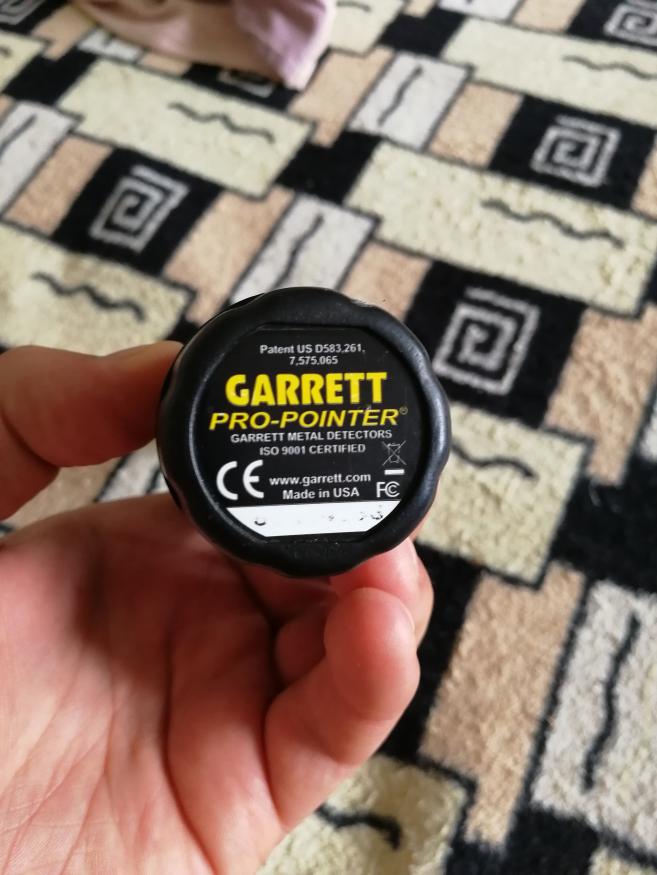 Patent US D583,261,
7,575,065
GARRETT
PRO-POINTER®
GARRETT METAL DETECTORS
ISO 9001 CERTIFIED
CE www.garrett.com
Made in USA FC